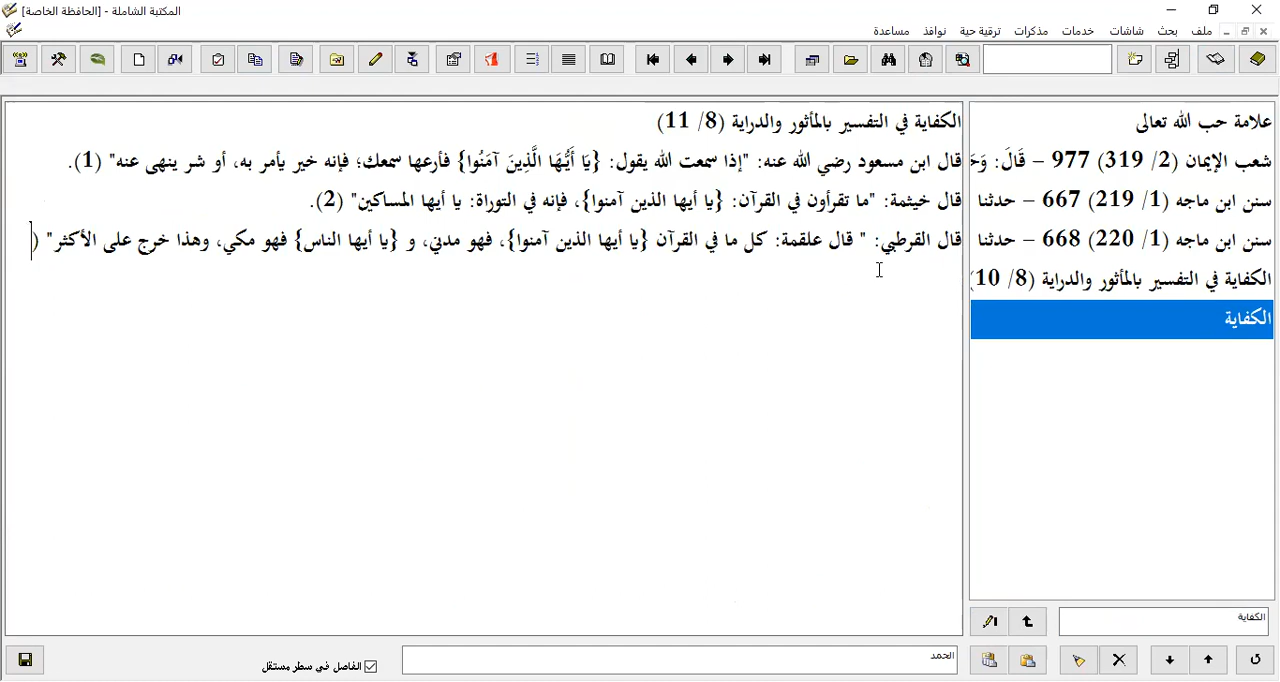 المكتبة الشاملة - [الحافظة الخاصة]
ملف بحث شاشات خدمات مذكرات ترقية حية نوافذ مساعدة
الكفاية في التفسير بالمأثور والدراية (8/ 11)
قال ابن مسعود رضي الله عنه: "إذا سمعت الله يقول: {يَا أَيُّهَا الَّذِينَ آمَنُوا} فأرعها سمعك؛ فإنه خير يأمر به، أو شر ينهى عنه" (1).
قال خيثمة: "ما تقرأون في القرآن: {يا أيها الذين آمنوا}، فإنه في التوراة: يا أيها المساكين" (2).
قال القرطبي: " قال علقمة: كل ما في القرآن {يا أيها الذين آمنوا}، فهو مدني، و {يا أيها الناس} فهو مكي، وهذا خرج على الأكثر" (
علامة حب الله تعالى
شعب الإيمان (2/ 319) 977 – قَالَ: وَحَ
سنن ابن ماجه (1/ 219) 667 – حدثنا
سنن ابن ماجه (1/ 220) 668 – حدثنا
الكفاية في التفسير بالمأثور والدراية (8/ 10)
الكفاية
الكفاية
الحمد
الفاصل في سطر مستقل